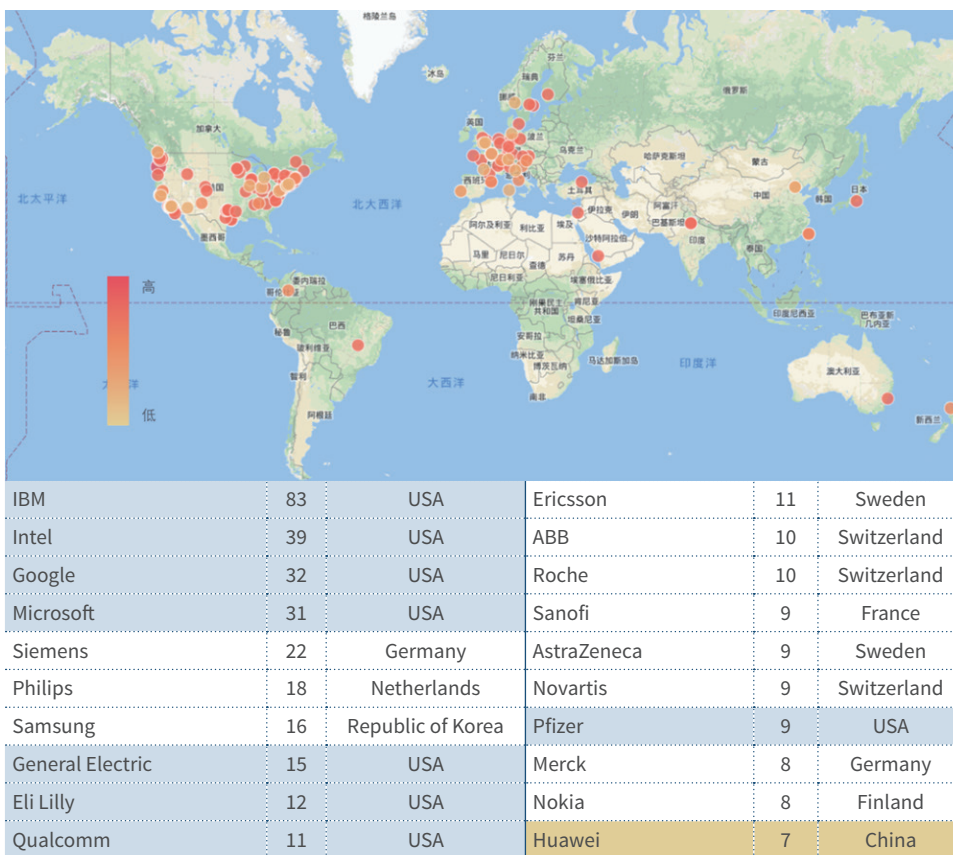 格陵兰岛
冰岛
芬兰
瑞典
挪威
俄罗斯
英国
波兰
乌克兰
加拿大
哈萨克斯坦
蒙古
北太平洋
北大西洋
西班牙
土耳其
中国
韩国
日本
墨西哥
阿尔及利亚
利比亚
埃及
伊拉克
伊朗
阿富汗
巴基斯坦
印度
沙特阿拉伯
马里
尼日尔
乍得
苏丹
泰国
高
委内瑞拉
哥伦比亚
尼日利亚
埃塞俄比亚
刚果民主
共和国
肯尼亚
坦桑尼亚
印度尼西亚
巴布亚新
几内亚
秘鲁
巴西
玻利维亚
安哥拉
纳米比亚
博茨瓦纳
马达加斯加岛
印度洋
大西洋
智利
澳大利亚
南非
阿根廷
低
新西兰
IBM 83 USA Ericsson 11 Sweden
Intel 39 USA ABB 10 Switzerland
Google 32 USA Roche 10 Switzerland
Microsoft 31 USA Sanofi 9 France
Siemens 22 Germany AstraZeneca 9 Sweden
Philips 18 Netherlands Novartis 9 Switzerland
Samsung 16 Republic of Korea Pfizer 9 USA
General Electric 15 USA Merck 8 Germany
Eli Lilly 12 USA Nokia 8 Finland
Qualcomm 11 USA Huawei 7 China